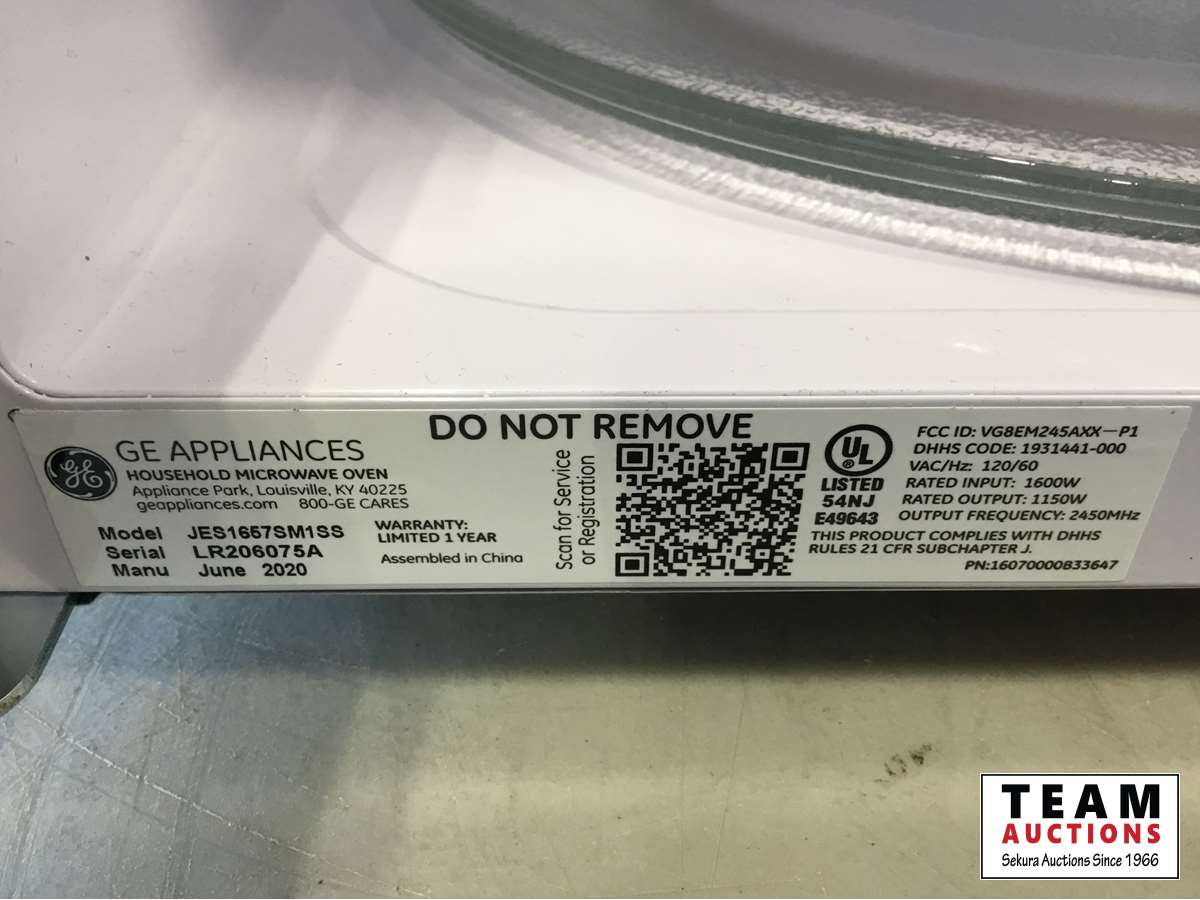 DO NOT REMOVE
GE
GE APPLIANCES
HOUSEHOLD MICROWAVE OVEN
Appliance Park, Louisville, KY 40225
geappliances.com 800-GE CARES
Model JES1657SM1SS
Serial LR206075A
Manu June 2020
WARRANTY:
LIMITED 1 YEAR
Assembled in China
Scan for Service
or Registration
UL
®
LISTED
54NJ
E49643
FCC ID: VG8EM245AXX-P1
DHHS CODE: 1931441-000
VAC/Hz: 120/60
RATED INPUT: 1600W
RATED OUTPUT: 1150W
OUTPUT FREQUENCY: 2450MHz
THIS PRODUCT COMPLIES WITH DHHS
RULES 21 CFR SUBCHAPTER J.
PN:16070000B33647
TEAM
AUCTIONS
Sekura Auctions Since 1966